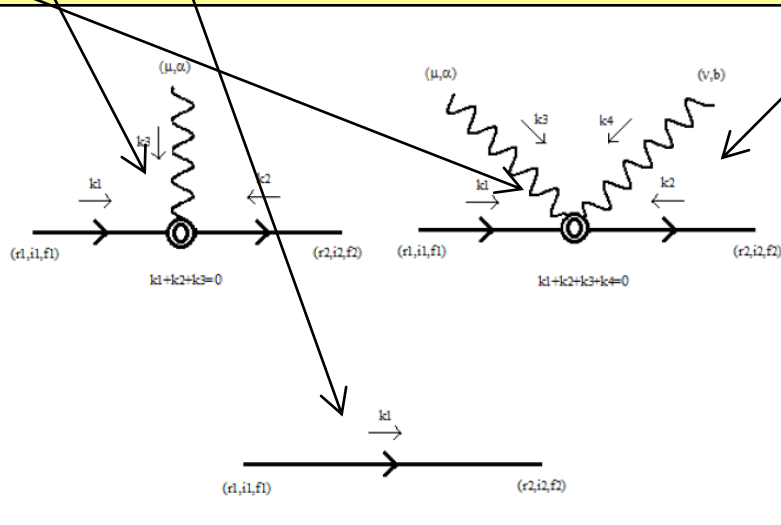 (μ,α)
k3
k1
k2
(r1,i1,f1)
(r2,i2,f2)
k1+k2+k3=0
(μ,α)
(ν,b)
k3
k4
k1
k2
(r1,i1,f1)
(r2,i2,f2)
k1+k2+k3+k4=0
k1
(r1,i1,f1)
(r2,i2,f2)